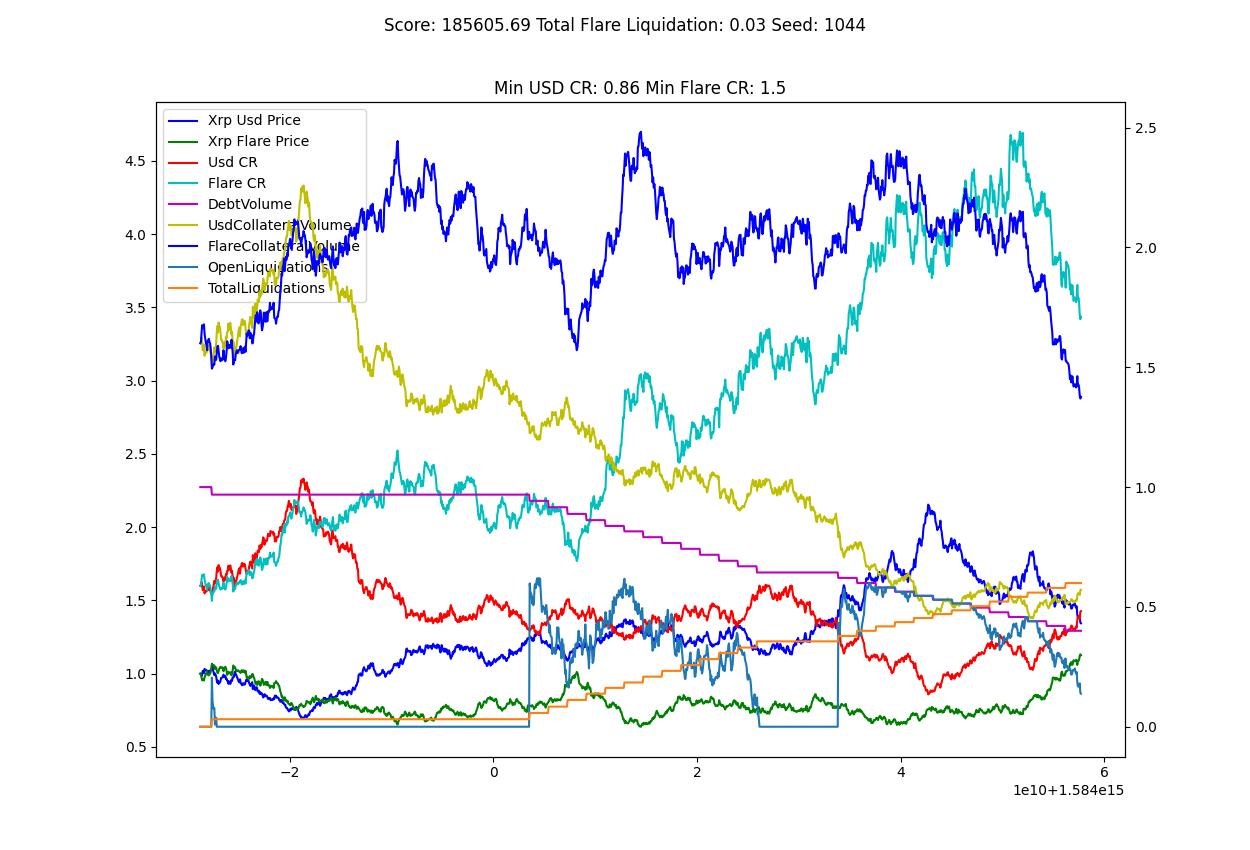 Score: 185605.69 Total Flare Liquidation: 0.03 Seed: 1044
Min USD CR: 0.86 Min Flare CR: 1.5
Xrp Usd Price
Xrp Flare Price
Usd CR
Flare CR
DebtVolume
UsdCollateralVolume
FlareCollateralVolume
OpenLiquidations
TotalLiquidations
4.5
4.0
3.5
3.0
2.5
2.0
1.5
1.0
0.5
2.5
2.0
1.5
1.0
0.5
0.0
−2 0 2 4 6
1e10+1.584e15